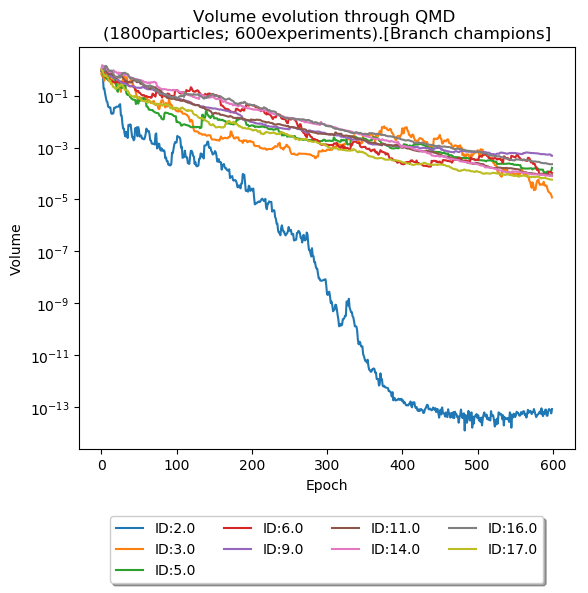 Volume evolution through QMD
(1800particles; 600experiments).[Branch champions]
Volume
10⁻¹
10⁻³
10⁻⁵
10⁻⁷
10⁻⁹
10⁻¹¹
10⁻¹³
0 100 200 300 400 500 600
Epoch
ID:2.0 ID:6.0 ID:11.0 ID:16.0
ID:3.0 ID:9.0 ID:14.0 ID:17.0
ID:5.0